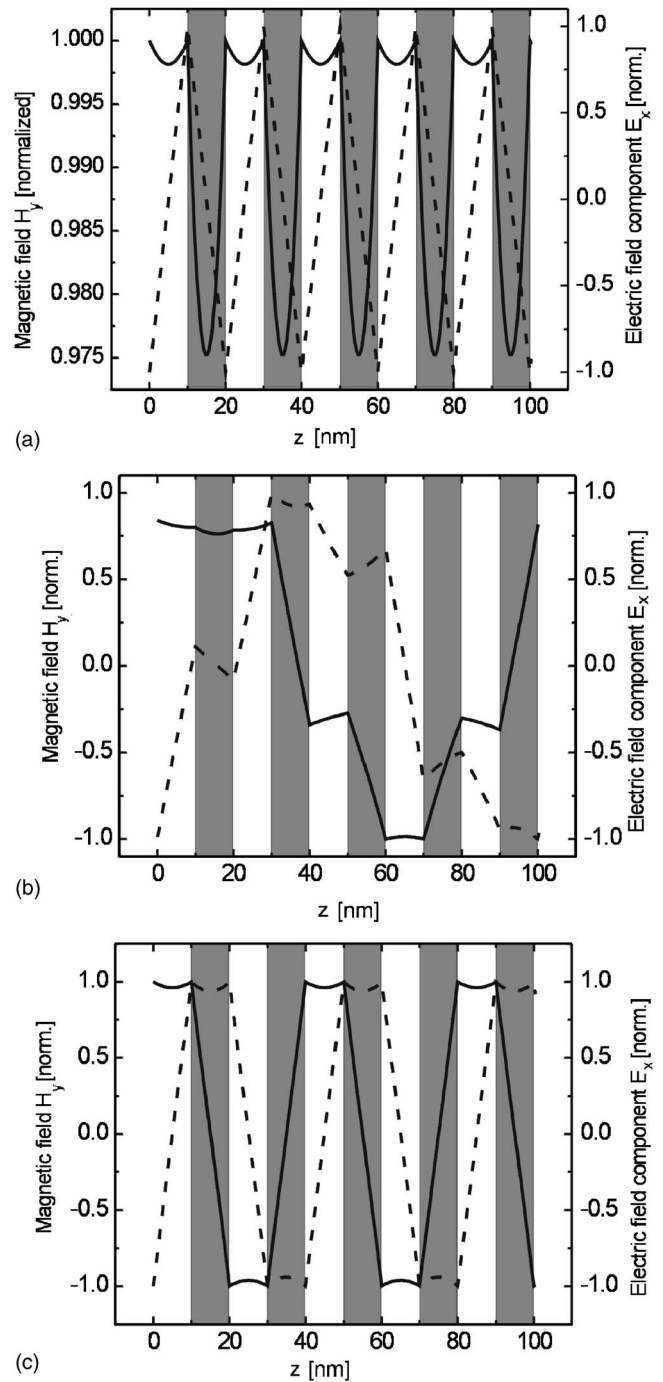 1.000
0.995
0.990
0.985
0.980
0.975
Magnetic field H_y [normalized]
1.0
0.5
0.0
-0.5
-1.0
Electric field component E_x [norm.]
0 20 40 60 80 100
z [nm]
(a)
1.0
0.5
0.0
-0.5
-1.0
Magnetic field H_y [norm.]
1.0
0.5
0.0
-0.5
-1.0
Electric field component E_x [norm.]
0 20 40 60 80 100
z [nm]
(b)
1.0
0.5
0.0
-0.5
-1.0
Magnetic field H_y [norm.]
1.0
0.5
0.0
-0.5
-1.0
Electric field component E_x [norm.]
0 20 40 60 80 100
z [nm]
(c)